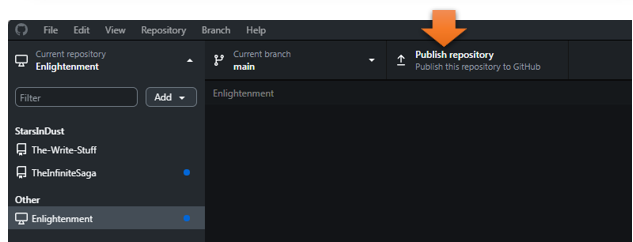 File Edit View Repository Branch Help
Current repository
Enlightenment
Current branch
main
Publish repository
Publish this repository to GitHub
Filter
Add
Enlightenment
StarsInDust
The-Write-Stuff
TheInfiniteSaga
Other
Enlightenment